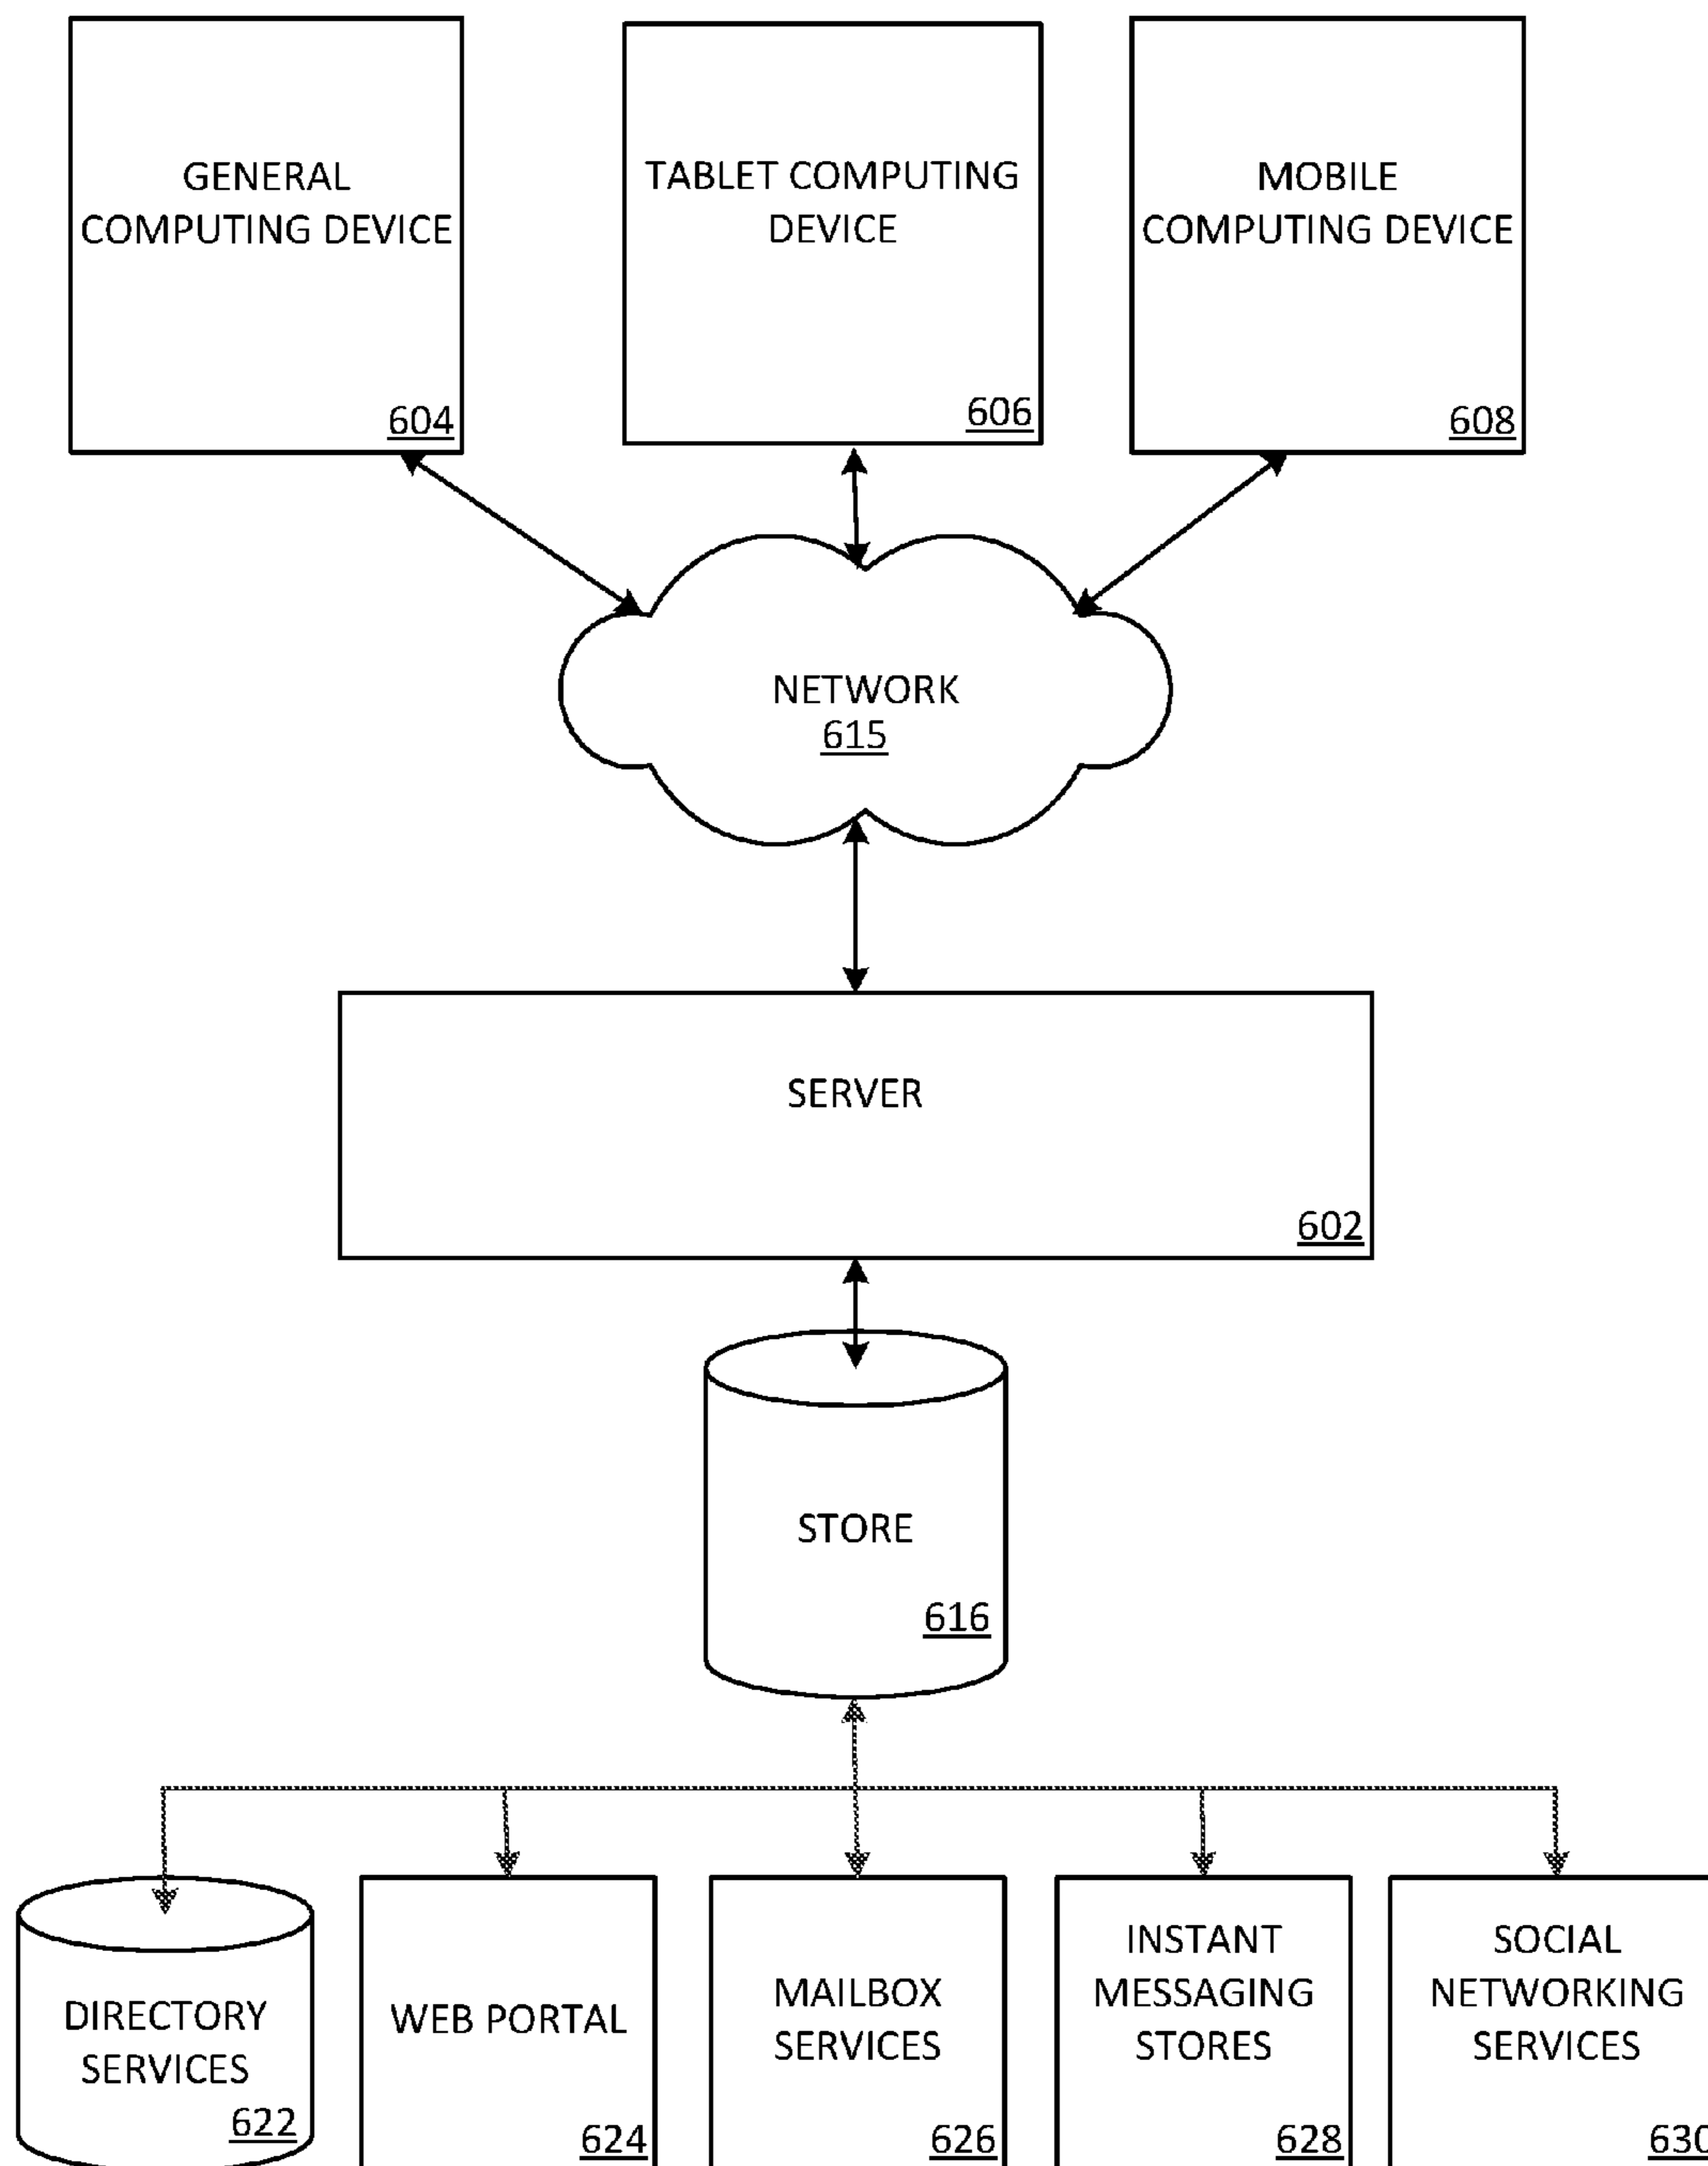 GENERAL
COMPUTING DEVICE
604
TABLET COMPUTING
DEVICE
606
MOBILE
COMPUTING DEVICE
608
NETWORK
615
SERVER
602
STORE
616
DIRECTORY
SERVICES
622
WEB PORTAL
624
MAILBOX
SERVICES
626
INSTANT
MESSAGING
STORES
628
SOCIAL
NETWORKING
SERVICES
630